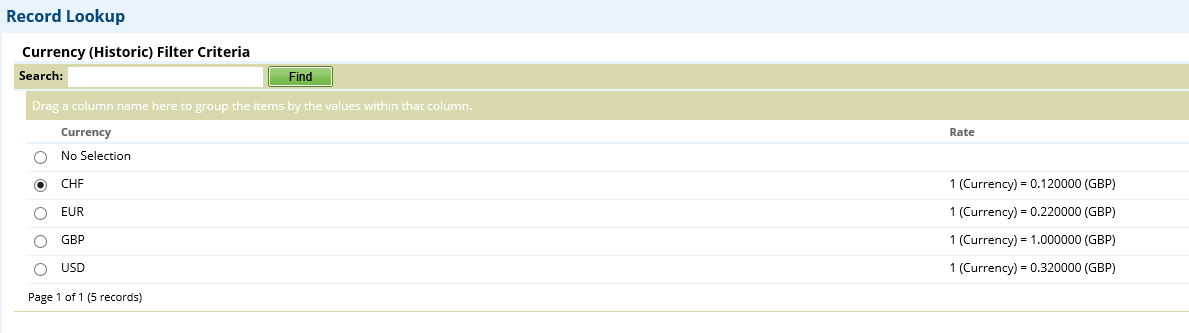 Record Lookup
Currency (Historic) Filter Criteria
Search: Find
Drag a column name here to group the items by the values within that column.
Currency Rate
No Selection
CHF 1 (Currency) = 0.120000 (GBP)
EUR 1 (Currency) = 0.220000 (GBP)
GBP 1 (Currency) = 1.000000 (GBP)
USD 1 (Currency) = 0.320000 (GBP)
Page 1 of 1 (5 records)